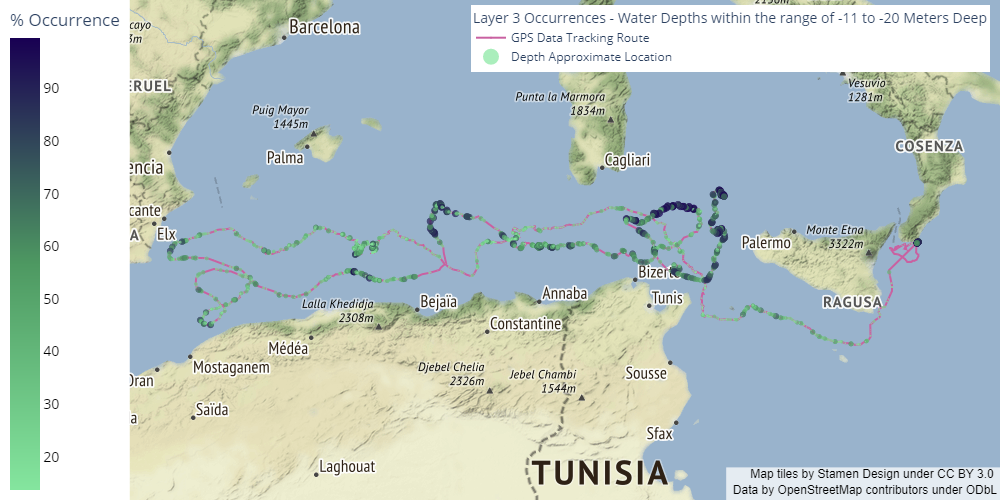 % Occurrence
90
80
70
60
50
40
30
20
Layer 3 Occurrences - Water Depths within the range of -11 to -20 Meters Deep
GPS Data Tracking Route
Depth Approximate Location
cayo
3m
Barcelona
ERUEL
Puig Mayor
1445m
Palma
encia
cante
Elx
A
Punta la Marmora
1834m
Cagliari
Vesuvio
1281m
COSENZA
Palermo
Monte Etna
3322m
RAGUSA
Bizerte
Tunis
Annaba
Bejaïa
Constantine
Lalla Khedidja
2308m
Médéa
Mostaganem
Oran
Saïda
a
Djebel Chelia
2326m
Jebel Chambi
1544m
Sousse
Sfax
Laghouat
TUNISIA
Map tiles by Stamen Design under CC BY 3.0
Data by OpenStreetMap contributors under ODbL